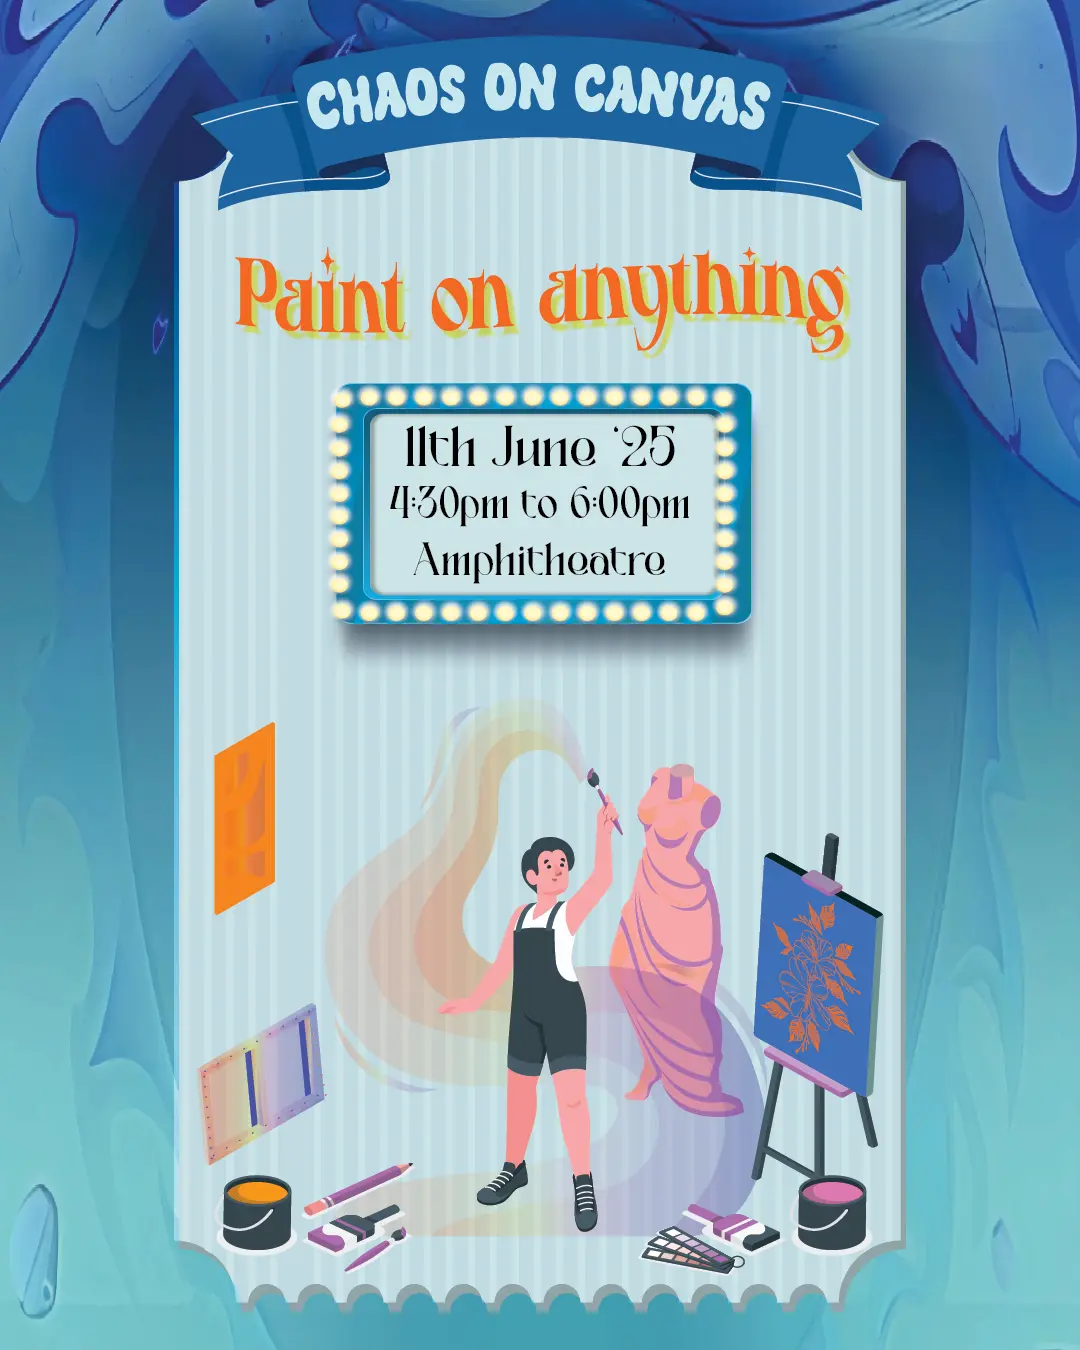 CHAOS ON CANVAS
Paint on anything
11th June '25
4:30pm to 6:00pm
Amphitheatre